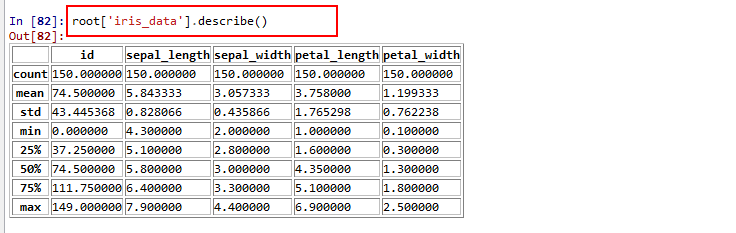 In [82]: root['iris_data'].describe()
Out[82]:
id sepal_length sepal_width petal_length petal_width
count 150.000000 150.000000 150.000000 150.000000 150.000000
mean 74.500000 5.843333 3.057333 3.758000 1.199333
std 43.445368 0.828066 0.435866 1.765298 0.762238
min 0.000000 4.300000 2.000000 1.000000 0.100000
25% 37.250000 5.100000 2.800000 1.600000 0.300000
50% 74.500000 5.800000 3.000000 4.350000 1.300000
75% 111.750000 6.400000 3.300000 5.100000 1.800000
max 149.000000 7.900000 4.400000 6.900000 2.500000